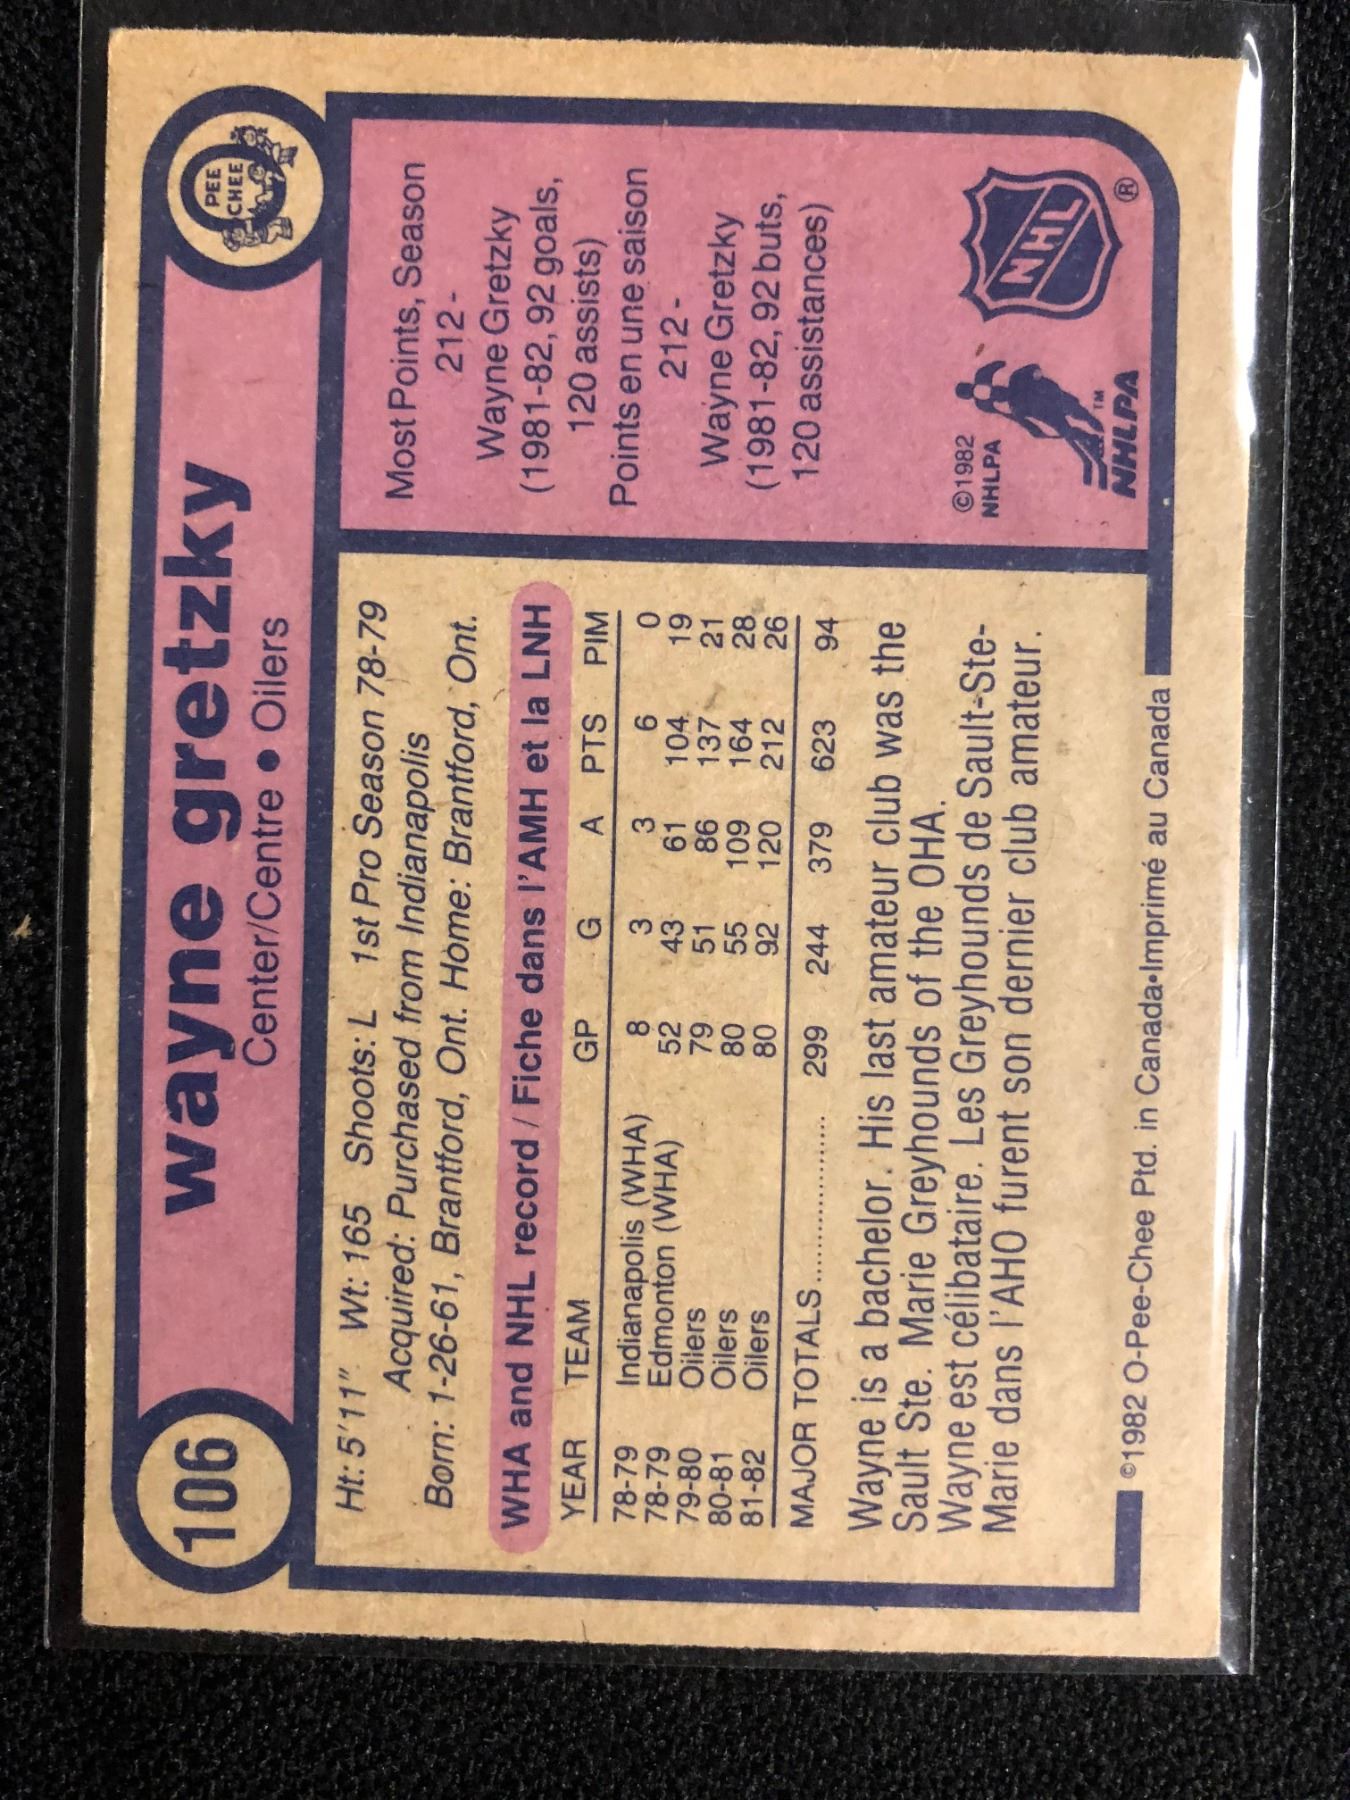 106
wayne gretzky
Center/Centre • Oilers
O
PEE
CHEE
Ht: 5'11" Wt: 165 Shoots: L 1st Pro Season 78-79
Acquired: Purchased from Indianapolis
Born: 1-26-61, Brantford, Ont. Home: Brantford, Ont.
WHA and NHL record / Fiche dans l'AMH et la LNH
YEAR TEAM GP G A PTS PIM
78-79 Indianapolis (WHA) 8 3 3 6 0
78-79 Edmonton (WHA) 52 43 61 104 19
79-80 Oilers 79 51 86 137 21
80-81 Oilers 80 55 109 164 28
81-82 Oilers 80 92 120 212 26
MAJOR TOTALS.................... 299 244 379 623 94
Wayne is a bachelor. His last amateur club was the
Sault Ste. Marie Greyhounds of the OHA.
Wayne est célibataire. Les Greyhounds de Sault-Ste-
Marie dans l'AHO furent son dernier club amateur.
Most Points, Season
212 -
Wayne Gretzky
(1981-82, 92 goals,
120 assists)
Points en une saison
212 -
Wayne Gretzky
(1981-82, 92 buts,
120 assistances)
©1982
NHLPA
TM
NHLPA
NHL
®
©1982 O-Pee-Chee Ptd. in Canada•Imprimé au Canada